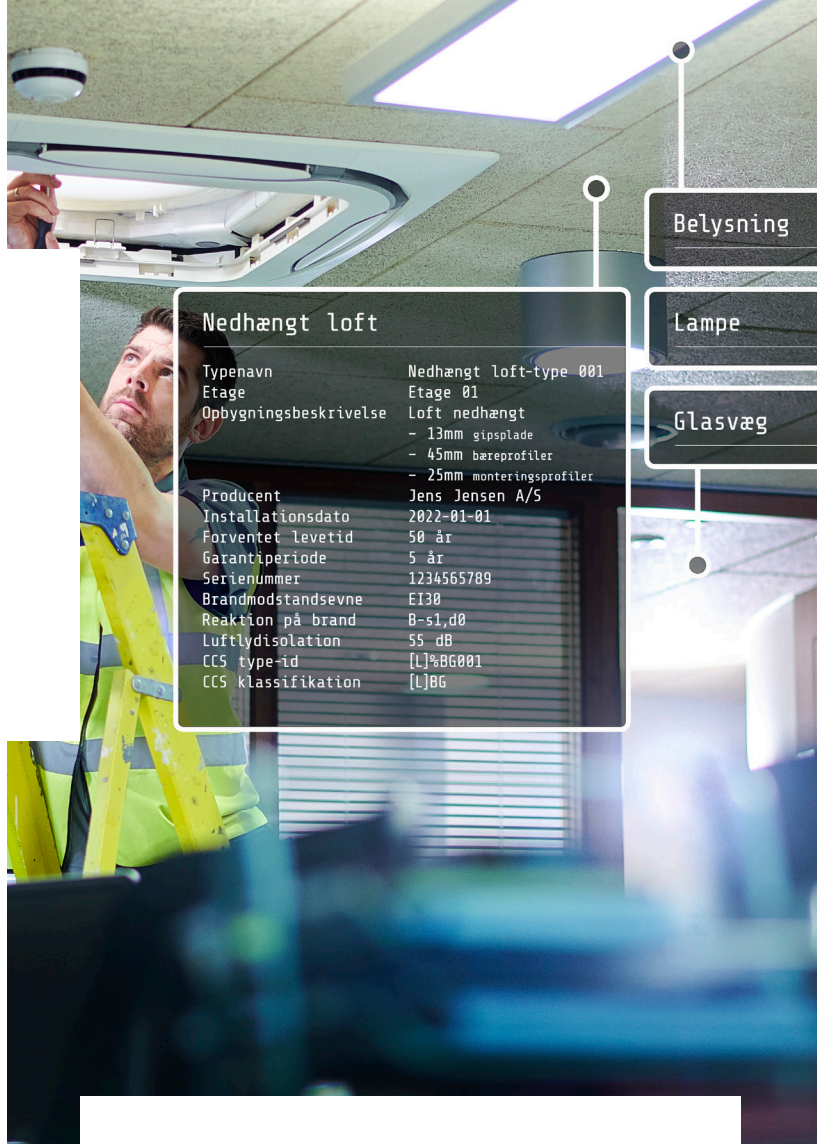 Belysning
Nedhængt loft
Lampe
Typenavn Nedhængt loft-type 001
Etage Etage 01
Opbygningsbeskrivelse Loft nedhængt
- 13mm gipsplade
- 45mm bæreprofiler
- 25mm monteringsprofiler
Glasvæg
Producent Jens Jensen A/S
Installationsdato 2022-01-01
Forventet levetid 50 år
Garantiperiode 5 år
Serienummer 1234565789
Brandmodstandsevne EI30
Reaktion på brand B-s1,d0
Luftlydisolation 55 dB
CCS type-id [L]%BG001
CCS klassifikation [L]BG